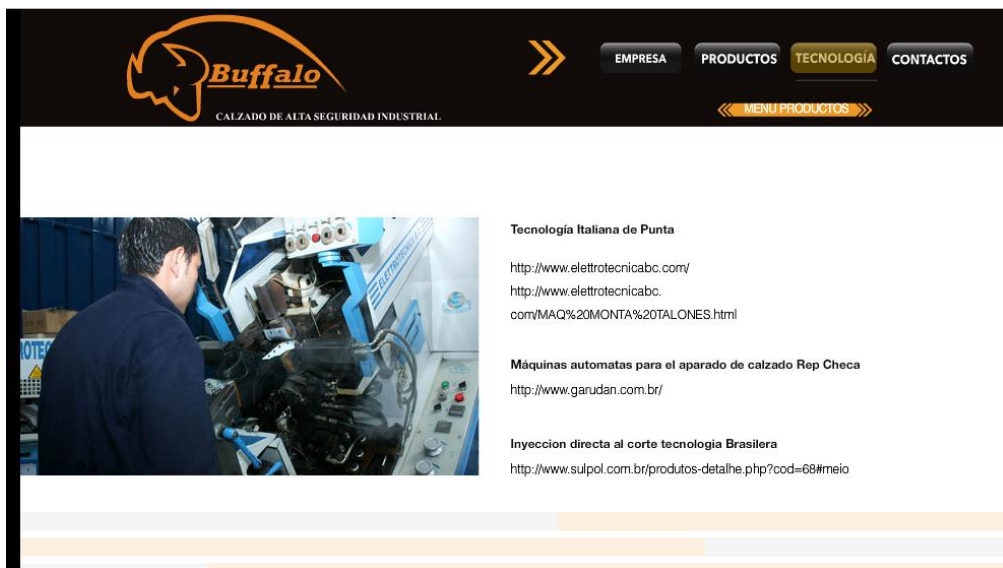 Buffalo
CALZADO DE ALTA SEGURIDAD INDUSTRIAL
EMPRESA
PRODUCTOS
TECNOLOGÍA
CONTACTOS
MENU PRODUCTOS
ELETTROTECNICA B.C.
Tecnología Italiana de Punta
http://www.elettrotecnicabc.com/
http://www.elettrotecnicabc.
com/MAQ%20MONTA%20TALONES.html
Máquinas automatas para el aparado de calzado Rep Checa
http://www.garudan.com.br/
Inyeccion directa al corte tecnologia Brasilera
http://www.sulpol.com.br/produtos-detalhe.php?cod=68#meio